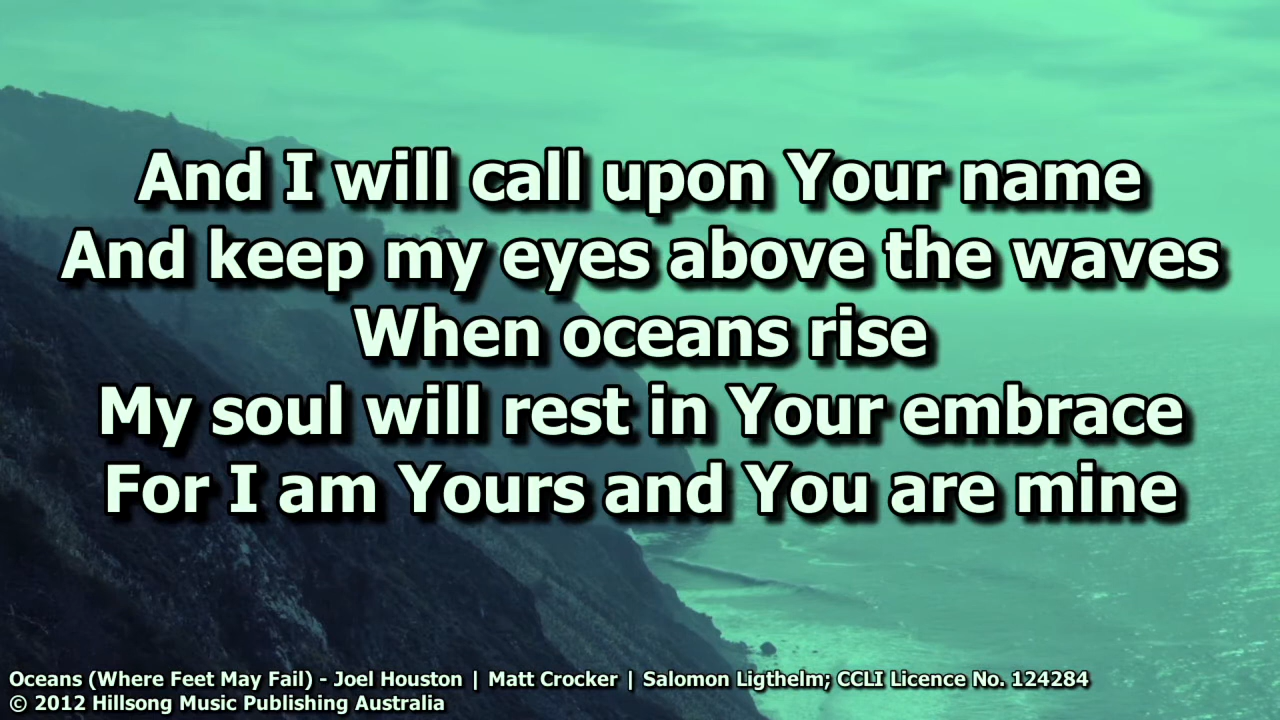 And I will call upon Your name
And keep my eyes above the waves
When oceans rise
My soul will rest in Your embrace
For I am Yours and You are mine
Oceans (Where Feet May Fail) - Joel Houston | Matt Crocker | Salomon Ligthelm; CCLI Licence No. 124284
© 2012 Hillsong Music Publishing Australia